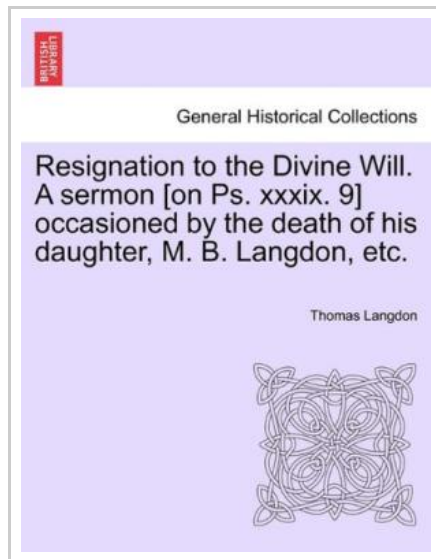 BRITISH
LIBRARY
General Historical Collections
Resignation to the Divine Will.
A sermon [on Ps. xxxix. 9]
occasioned by the death of his
daughter, M. B. Langdon, etc.
Thomas Langdon